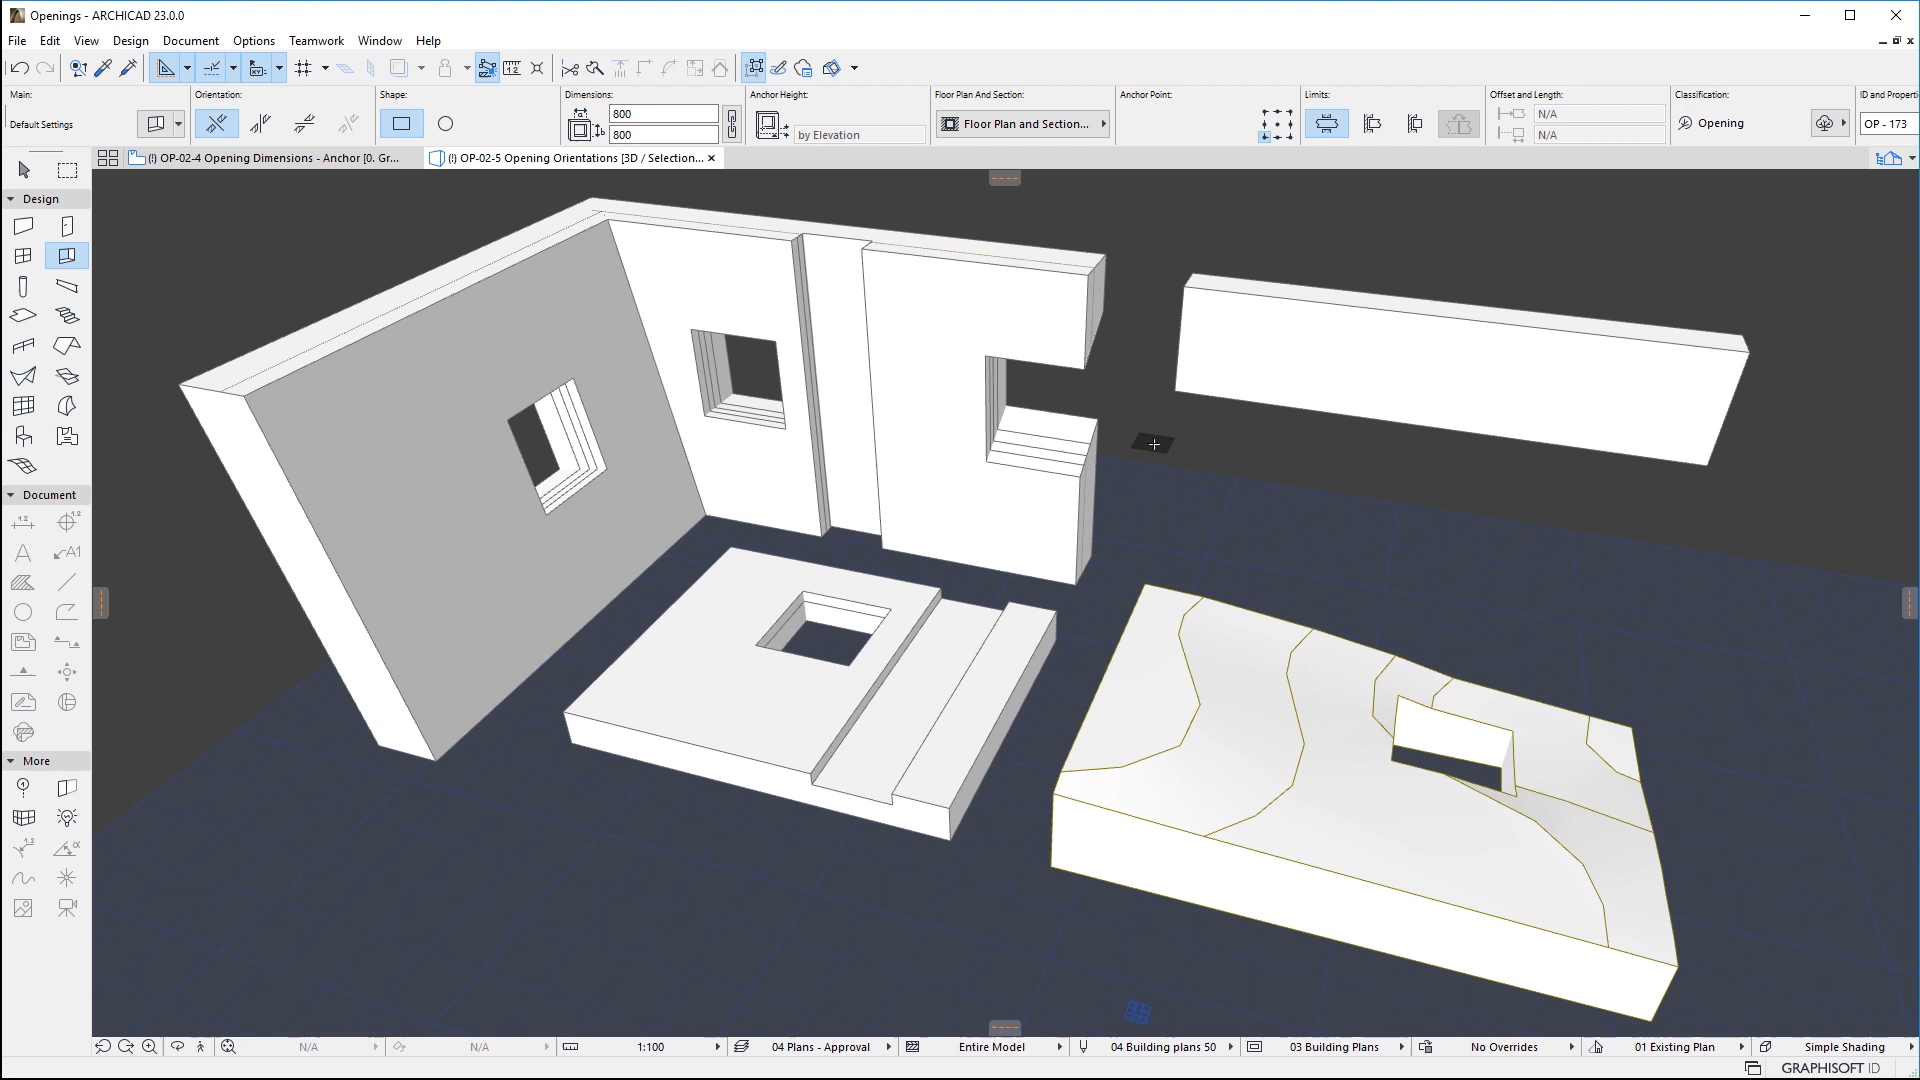 Openings - ARCHICAD 23.0.0
File Edit View Design Document Options Teamwork Window Help
Main: Orientation: Shape: Dimensions: Anchor Height: Floor Plan And Section: Anchor Point: Limits: Offset and Length: Classification: ID and Properti
Default Settings 800 800 by Elevation Floor Plan and Section... N/A N/A Opening OP - 173
(!) OP-02-4 Opening Dimensions - Anchor [0. Gr... (!) OP-02-5 Opening Orientations [3D / Selection...
Design
Document
A A1
More
N/A N/A 1:100 04 Plans - Approval Entire Model 04 Building plans 50 03 Building Plans No Overrides 01 Existing Plan Simple Shading
GRAPHISOFT ID